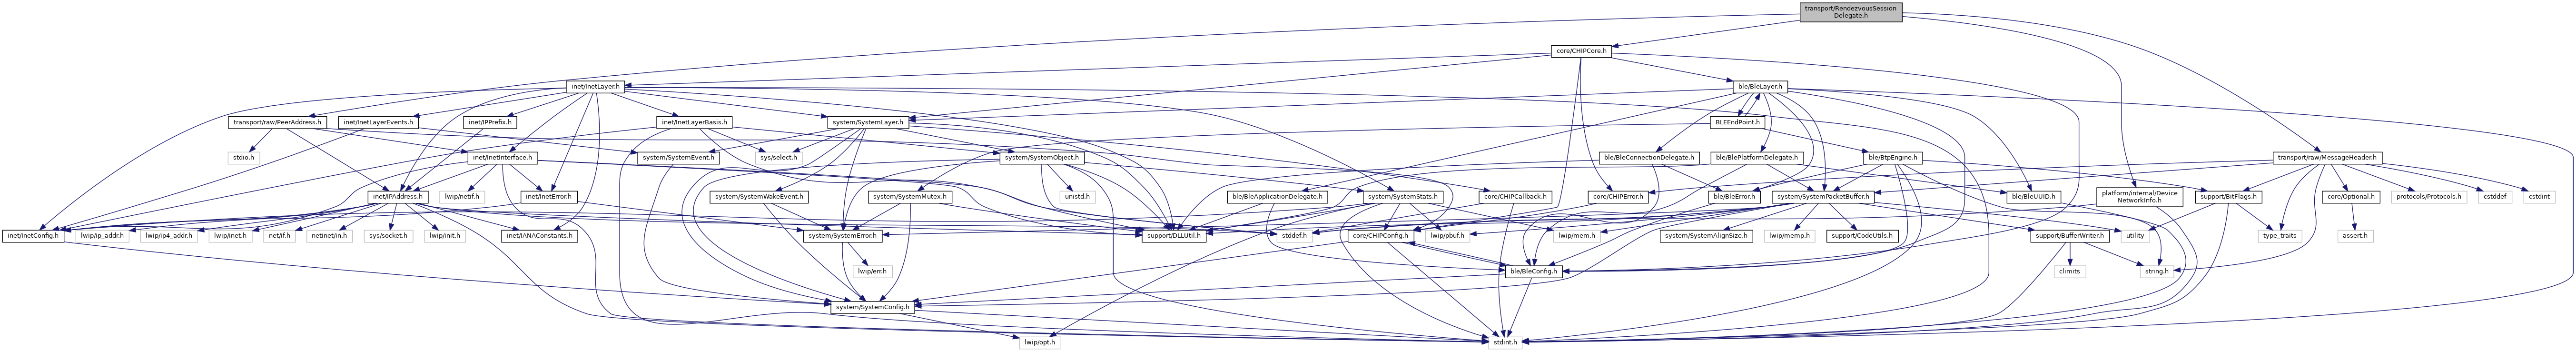 transport/RendezvousSession
Delegate.h
core/CHIPCore.h
inet/InetLayer.h
ble/BleLayer.h
transport/raw/PeerAddress.h
inet/InetLayerEvents.h
inet/IPPrefix.h
inet/InetLayerBasis.h
system/SystemLayer.h
BLEEndPoint.h
stdio.h
inet/InetInterface.h
system/SystemEvent.h
sys/select.h
system/SystemObject.h
ble/BleConnectionDelegate.h
ble/BlePlatformDelegate.h
ble/BtpEngine.h
transport/raw/MessageHeader.h
inet/IPAddress.h
lwip/netif.h
inet/InetError.h
system/SystemWakeEvent.h
system/SystemMutex.h
unistd.h
ble/BleApplicationDelegate.h
system/SystemStats.h
core/CHIPCallback.h
core/CHIPError.h
ble/BleError.h
system/SystemPacketBuffer.h
ble/BleUUID.h
platform/internal/Device
NetworkInfo.h
support/BitFlags.h
core/Optional.h
protocols/Protocols.h
cstddef
cstdint
inet/InetConfig.h
lwip/ip_addr.h
lwip/ip4_addr.h
lwip/inet.h
net/if.h
netinet/in.h
sys/socket.h
lwip/init.h
inet/IANAConstants.h
system/SystemError.h
support/DLLUtil.h
stddef.h
core/CHIPConfig.h
lwip/pbuf.h
lwip/mem.h
system/SystemAlignSize.h
lwip/memp.h
support/CodeUtils.h
support/BufferWriter.h
utility
type_traits
assert.h
lwip/err.h
ble/BleConfig.h
climits
string.h
system/SystemConfig.h
lwip/opt.h
stdint.h